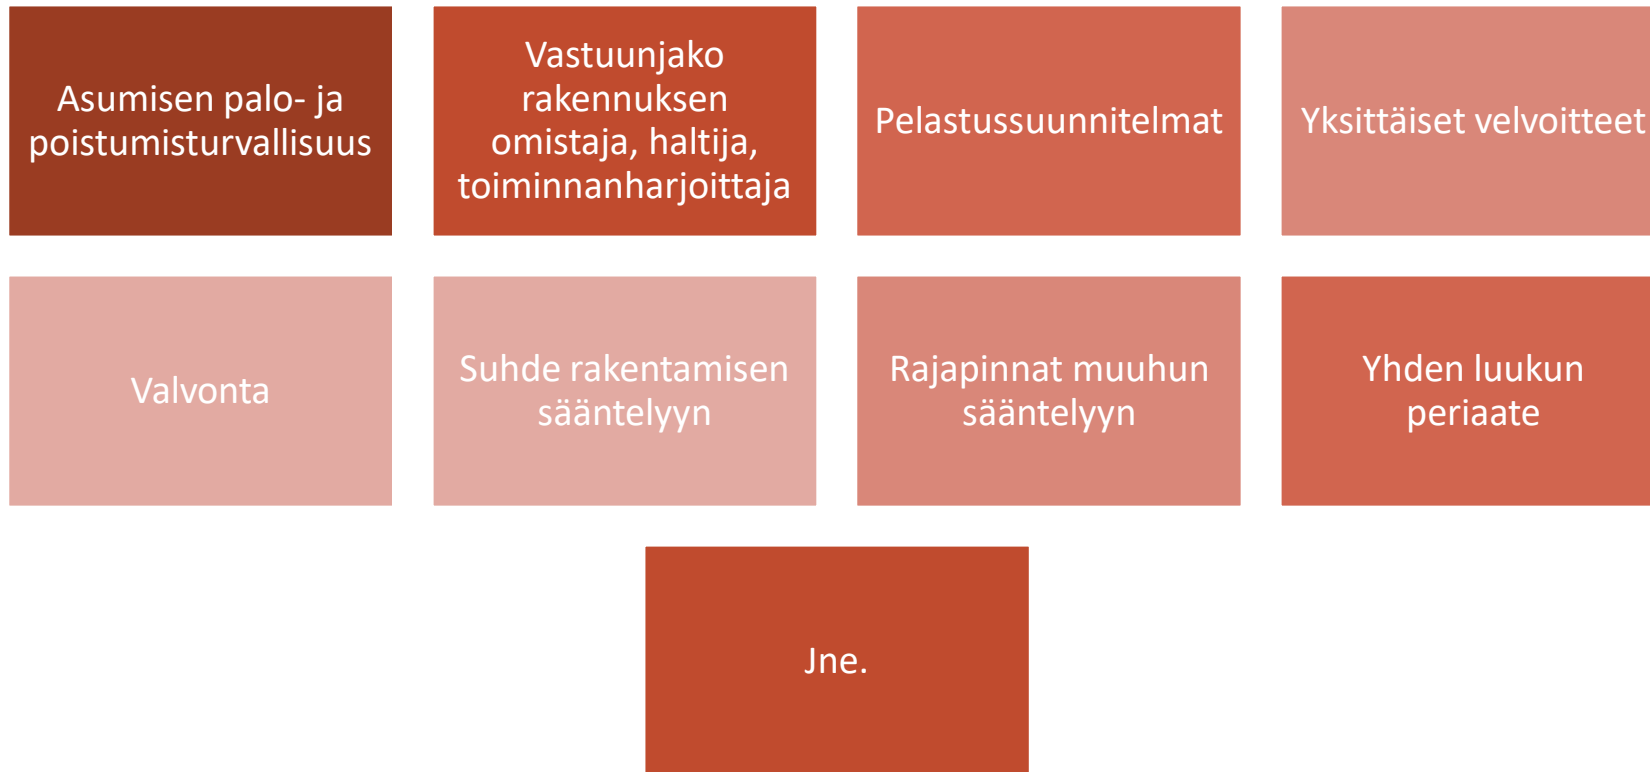 Asumisen palo- ja
poistumisturvallisuus
Vastuunjako
rakennuksen
omistaja, haltija,
toiminnanharjoittaja
Pelastussuunnitelmat
Yksittäiset velvoitteet
Valvonta
Suhde rakentamisen
sääntelyyn
Rajapinnat muuhun
sääntelyyn
Yhden luukun
periaate
Jne.